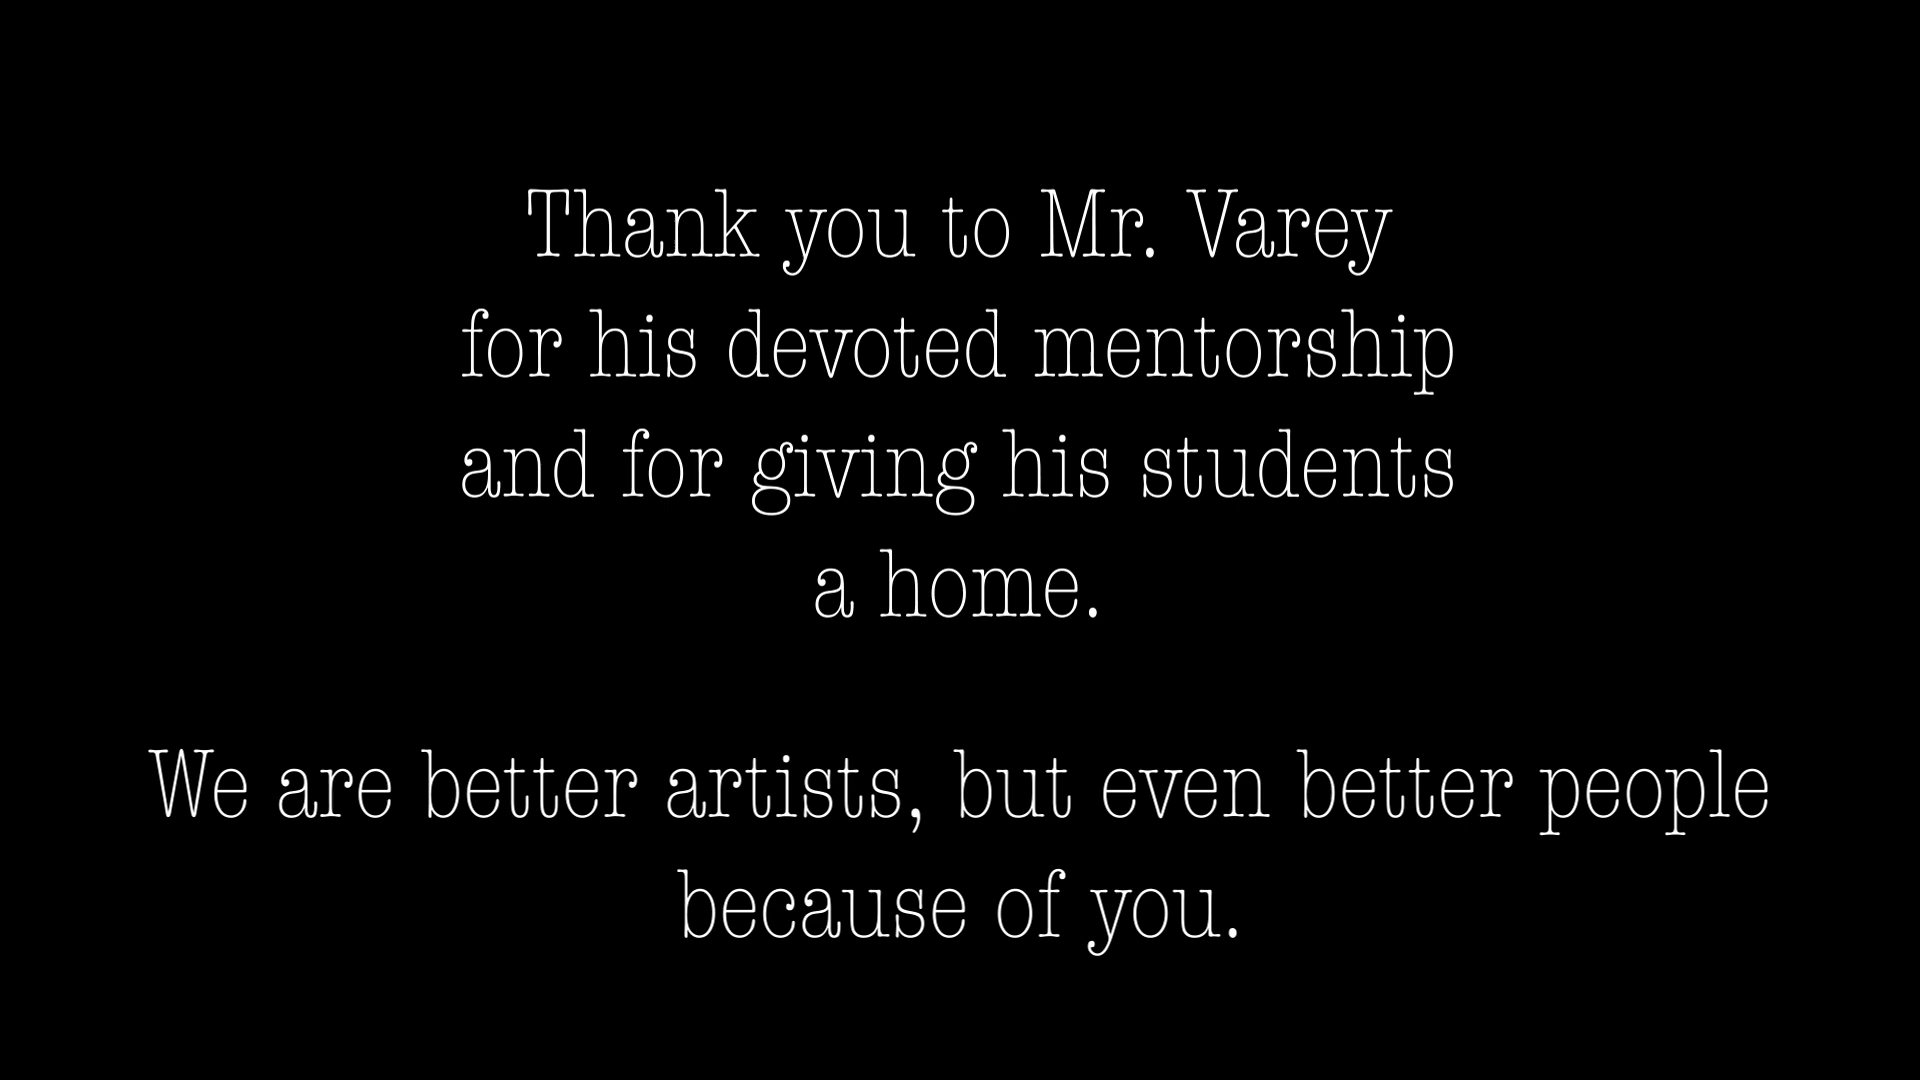 Thank you to Mr. Varey
for his devoted mentorship
and for giving his students
a home.
We are better artists, but even better people
because of you.